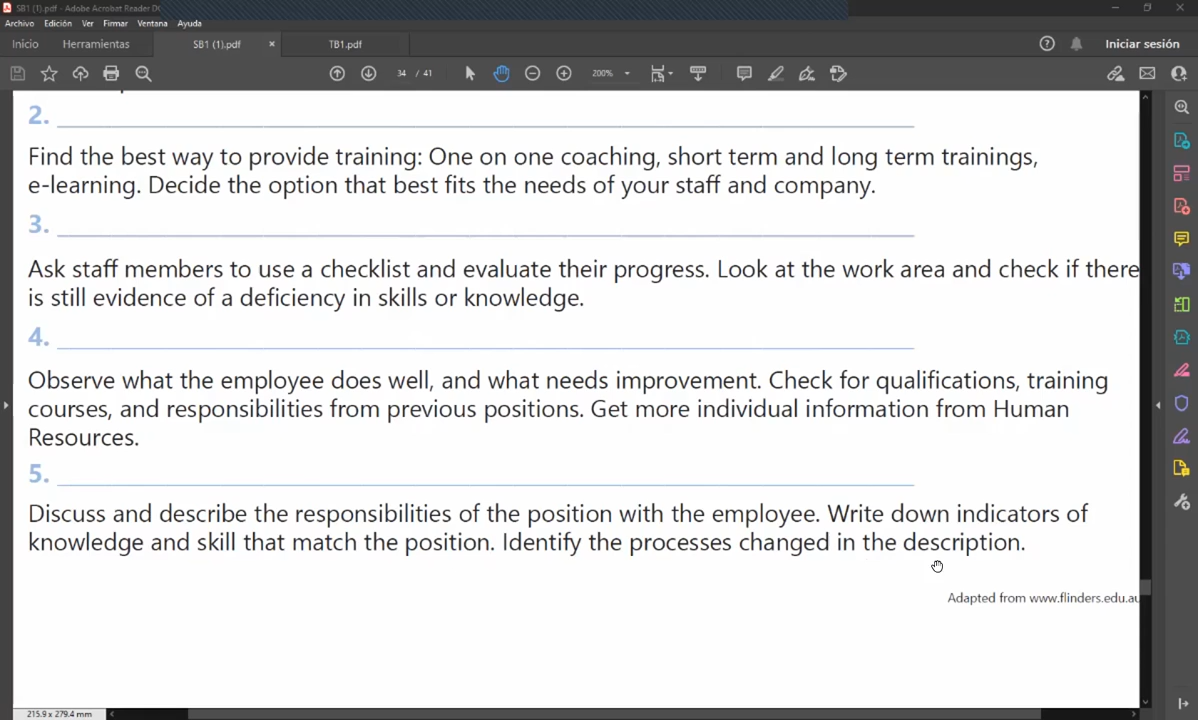 SB1 (1).pdf - Adobe Acrobat Reader DC
Archivo Edición Ver Firmar Ventana Ayuda
Inicio Herramientas SB1 (1).pdf × TB1.pdf Iniciar sesión
34 / 41 200%
2.
Find the best way to provide training: One on one coaching, short term and long term trainings,
e-learning. Decide the option that best fits the needs of your staff and company.
3.
Ask staff members to use a checklist and evaluate their progress. Look at the work area and check if there
is still evidence of a deficiency in skills or knowledge.
4.
Observe what the employee does well, and what needs improvement. Check for qualifications, training
courses, and responsibilities from previous positions. Get more individual information from Human
Resources.
5.
Discuss and describe the responsibilities of the position with the employee. Write down indicators of
knowledge and skill that match the position. Identify the processes changed in the description.
Adapted from www.flinders.edu.au
215.9 x 279.4 mm